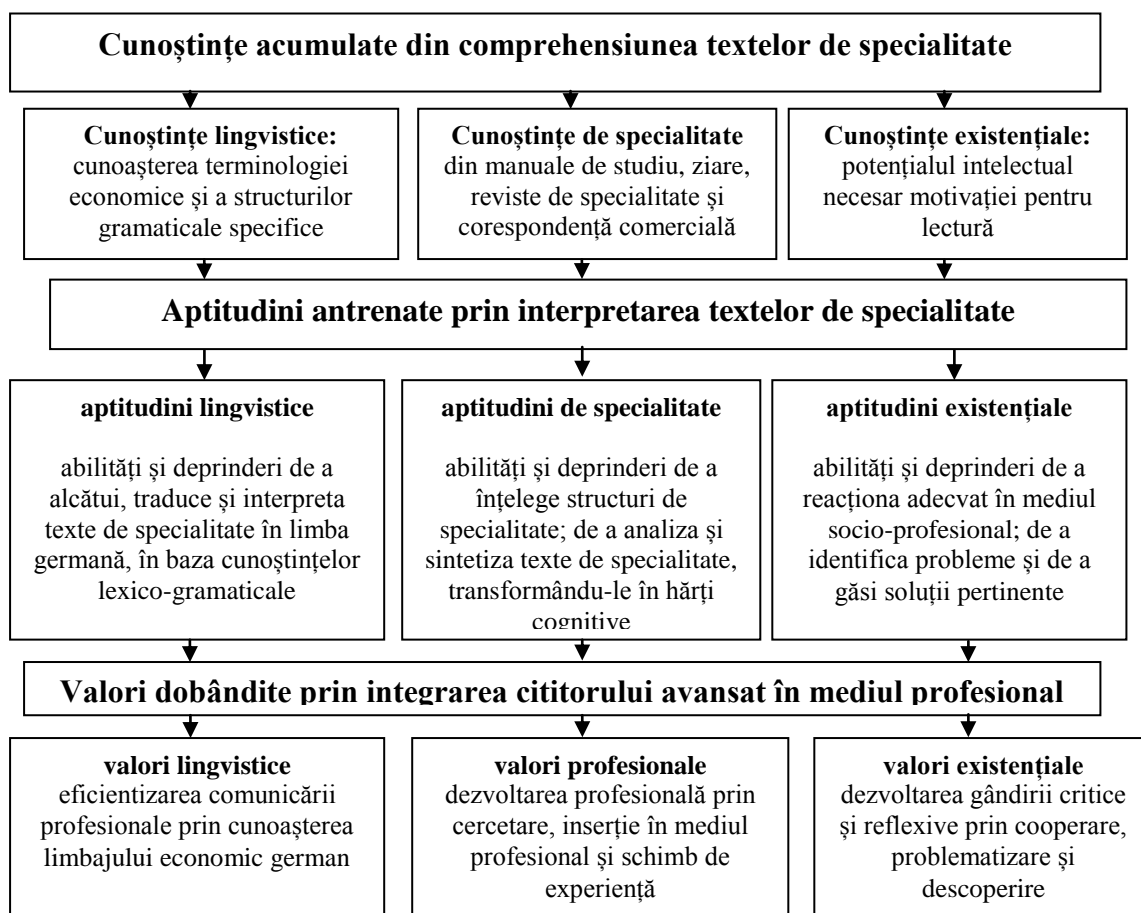 Cunoștințe acumulate din comprehensiunea textelor de specialitate
Cunoștințe lingvistice:
cunoașterea terminologiei
economice și a structurilor
gramaticale specifice
Cunoștințe de specialitate
din manuale de studiu, ziare,
reviste de specialitate și
corespondență comercială
Cunoștințe existențiale:
potențialul intelectual
necesar motivației pentru
lectură
Aptitudini antrenate prin interpretarea textelor de specialitate
aptitudini lingvistice
abilități și deprinderi de a
alcătui, traduce și interpreta
texte de specialitate în limba
germană, în baza cunoștințelor
lexico-gramaticale
aptitudini de specialitate
abilități și deprinderi de a
înțelege structuri de
specialitate; de a analiza și
sintetiza texte de specialitate,
transformându-le în hărți
cognitive
aptitudini existențiale
abilități și deprinderi de a
reacționa adecvat în mediul
socio-profesional; de a
identifica probleme și de a
găsi soluții pertinente
Valori dobândite prin integrarea cititorului avansat în mediul profesional
valori lingvistice
eficientizarea comunicării
profesionale prin cunoașterea
limbajului economic german
valori profesionale
dezvoltarea profesională prin
cercetare, inserție în mediul
profesional și schimb de
experiență
valori existențiale
dezvoltarea gândirii critice
și reflexive prin cooperare,
problematizare și
descoperire